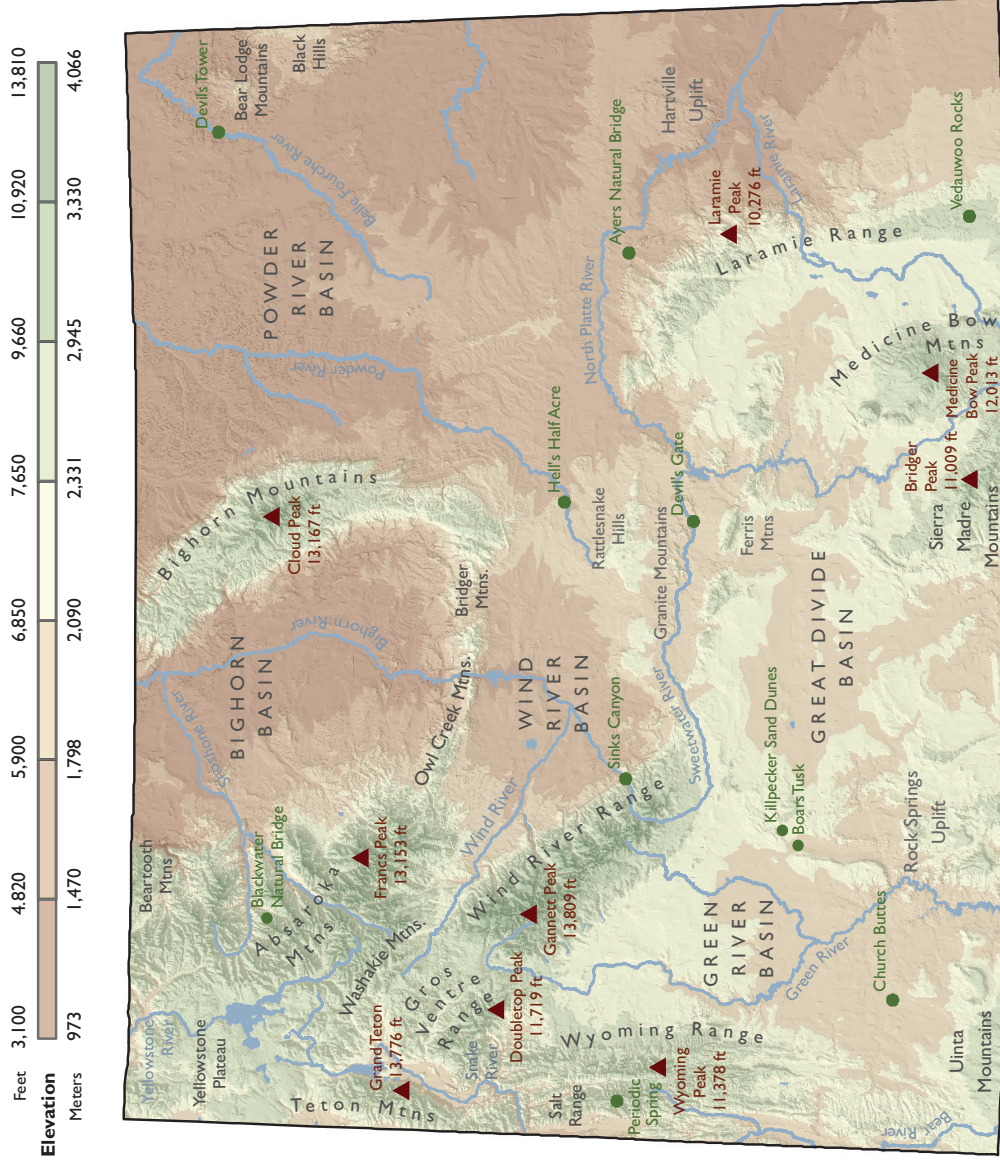 Elevation
Feet
3,100
4,820
5,900
6,850
7,650
9,660
10,920
13,810
Meters
973
1,470
1,798
2,090
2,331
2,945
3,330
4,066
Yellowstone
River
Yellowstone
Plateau
Beartooth
Mtns
Blackwater
Natural Bridge
Absaroka
Mtns
Washakie Mtns.
Francs Peak
13,153 ft
Shoshone River
BIGHORN
BASIN
Bighorn River
Bighorn Mountains
Cloud Peak
13,167 ft
Powder River
POWDER
RIVER
BASIN
Belle Fourche River
Devils Tower
Bear Lodge
Mountains
Black
Hills
Teton Mtns
Grand Teton
13,776 ft
Gros
Ventre
Range
Snake
River
Doubletop Peak
11,719 ft
Owl Creek Mtns.
Bridger
Mtns.
Wind River
WIND
RIVER
BASIN
Wind River Range
Gannett Peak
13,809 ft
Sinks Canyon
Hell's Half Acre
Rattlesnake
Hills
North Platte River
Ayers Natural Bridge
Hartville
Uplift
Salt
Range
Periodic
Spring
Wyoming Range
Wyoming
Peak
11,378 ft
Sweetwater River
Granite Mountains
Devil's Gate
Ferris
Mtns
Laramie
Peak
10,276 ft
Laramie River
Laramie Range
GREEN
RIVER
BASIN
Green River
Killpecker Sand Dunes
BoarsTusk
GREAT DIVIDE
BASIN
Church Buttes
Rock Springs
Uplift
Medicine Bow
Mtns
Medicine
Bow Peak
12,013 ft
Bridger
Peak
11,009 ft
Sierra
Madre
Mountains
Vedauwoo Rocks
Bear
River
Uinta
Mountains